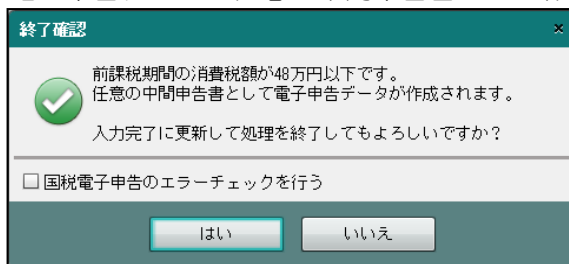 終了確認
×
前課税期間の消費税額が48万円以下です。
任意の中間申告書として電子申告データが作成されます。
入力完了に更新して処理を終了してもよろしいですか？
国税電子申告のエラーチェックを行う
はい
いいえ